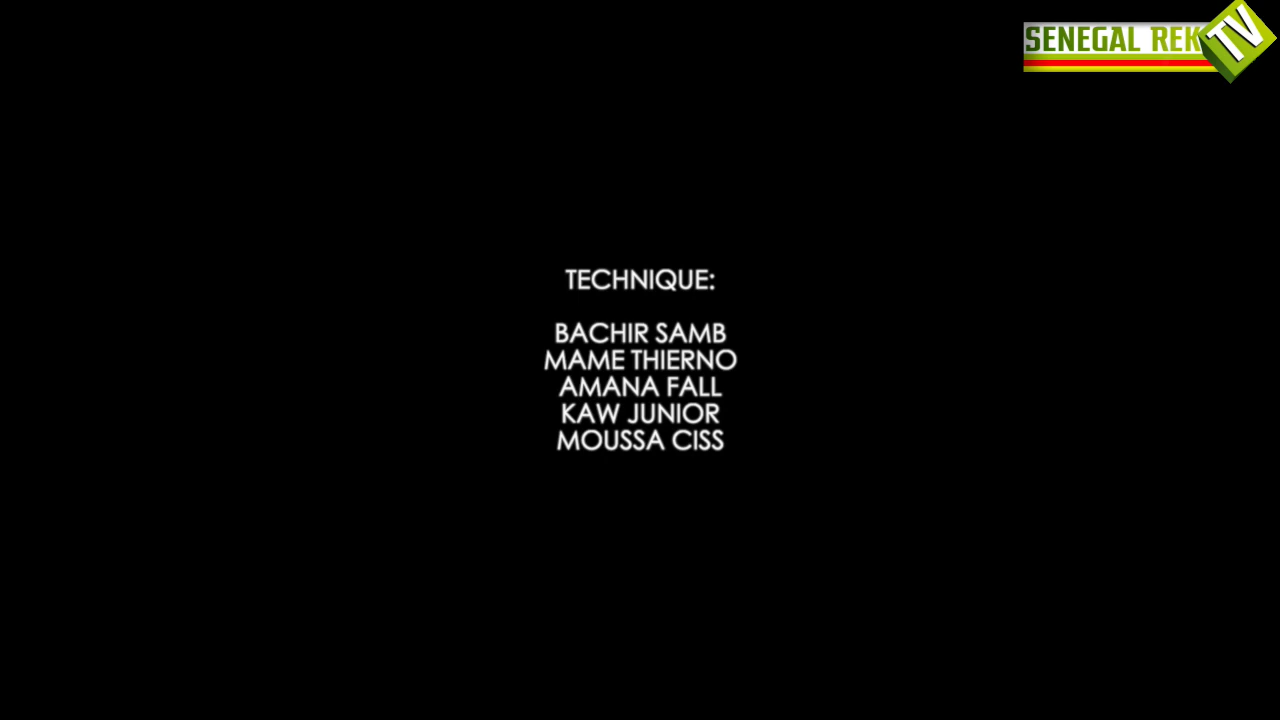 SENEGAL REK TV
TECHNIQUE:
BACHIR SAMB
MAME THIERNO
AMANA FALL
KAW JUNIOR
MOUSSA CISS